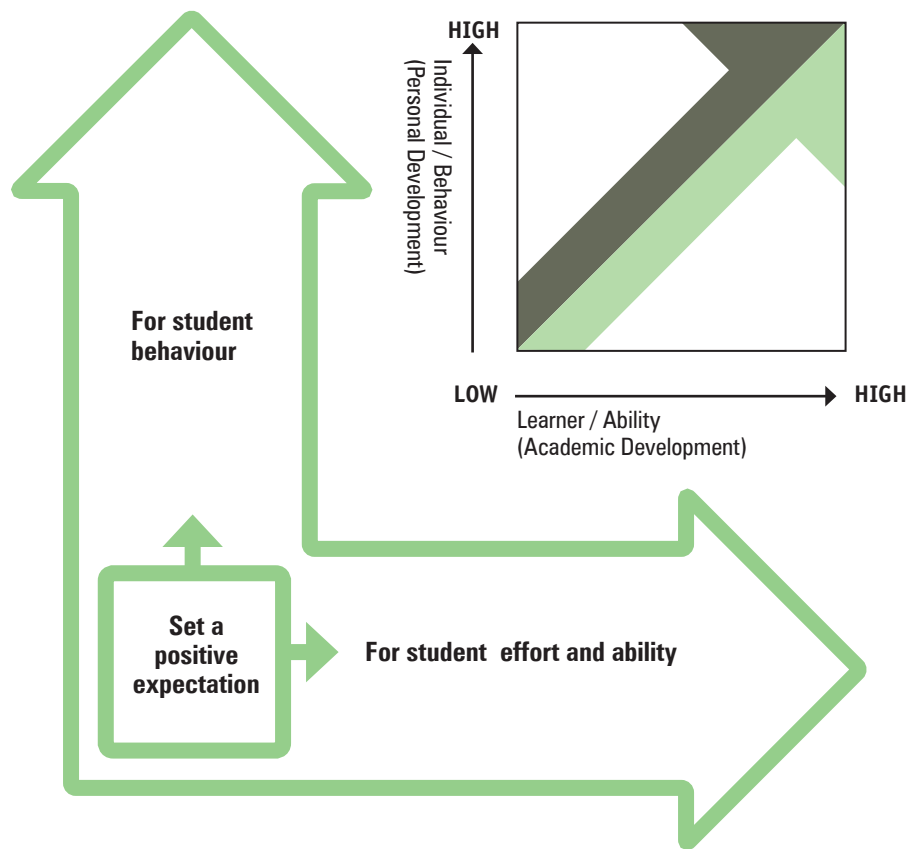 HIGH
Individual / Behaviour
(Personal Development)
LOW
HIGH
Learner / Ability
(Academic Development)
For student
behaviour
Set a
positive
expectation
For student effort and ability